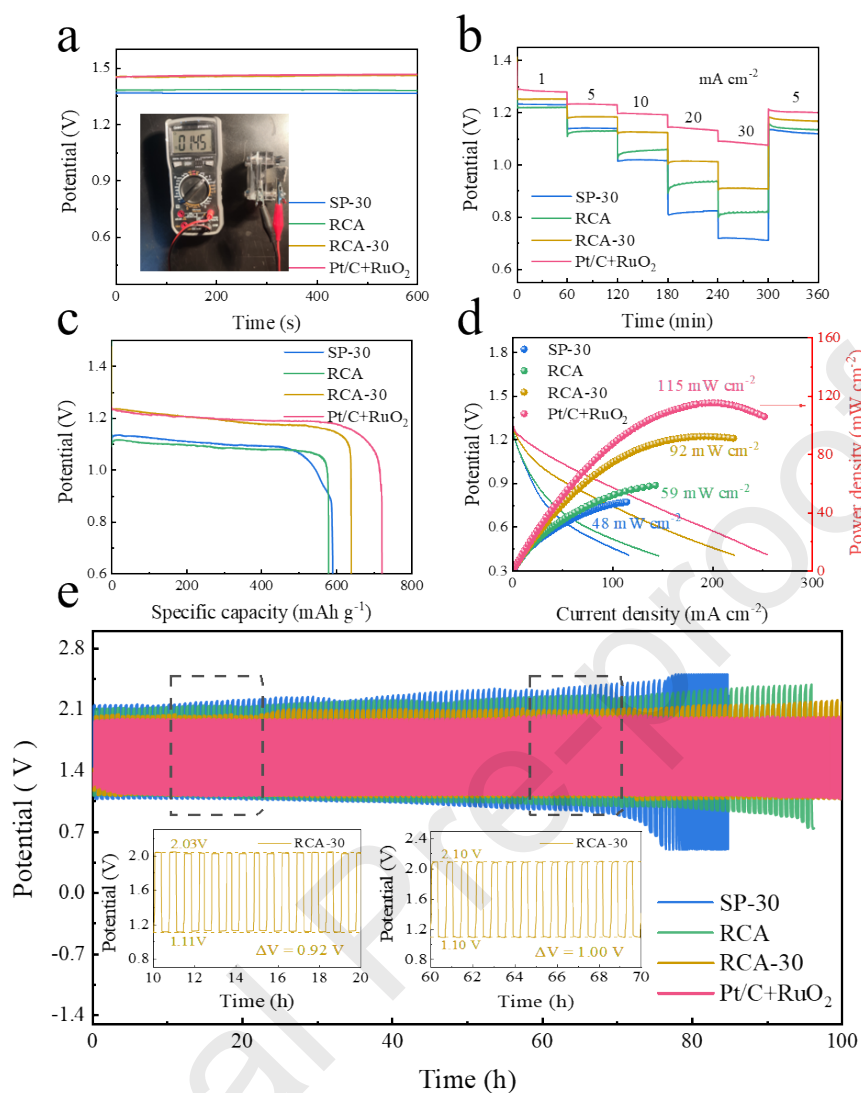 a
Potential (V)
1.5
1.2
0.9
0.6
0145
SP-30
RCA
RCA-30
Pt/C+RuO₂
0
200
400
600
Time (s)
b
Potential (V)
1.4
1.2
1.0
0.8
0.6
mA cm⁻²
1
5
10
20
30
5
SP-30
RCA
RCA-30
Pt/C+RuO₂
0
60
120
180
240
300
360
Time (min)
c
Potential (V)
1.4
1.2
1.0
0.8
0.6
SP-30
RCA
RCA-30
Pt/C+RuO₂
0
200
400
600
800
Specific capacity (mAh g⁻¹)
d
Potential (V)
1.8
1.5
1.2
0.9
0.6
0.3
SP-30
RCA
RCA-30
Pt/C+RuO₂
115 mW cm⁻²
92 mW cm⁻²
59 mW cm⁻²
48 mW cm⁻²
160
120
80
40
0
Power density (mW cm⁻²)
0
100
200
300
Current density (mA cm⁻²)
e
Potential ( V )
2.8
2.1
1.4
0.7
0.0
-0.7
-1.4
Potential (V)
2.0
1.6
1.2
0.8
2.03V
RCA-30
1.11V
ΔV = 0.92 V
10
12
14
16
18
20
Time (h)
Potential (V)
2.4
2.0
1.6
1.2
0.8
2.10 V
RCA-30
1.10 V
ΔV = 1.00 V
60
62
64
66
68
70
Time (h)
SP-30
RCA
RCA-30
Pt/C+RuO₂
0
20
40
60
80
100
Time (h)
al Pre-proof